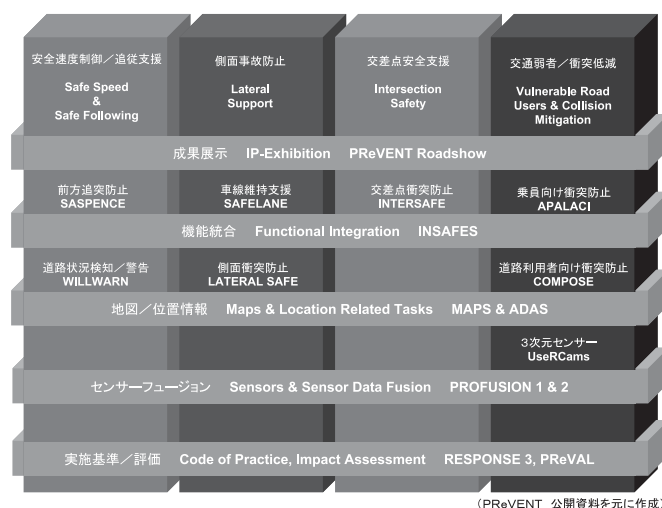 安全速度制御／追従支援
Safe Speed
&
Safe Following
側面事故防止
Lateral
Support
交差点安全支援
Intersection
Safety
交通弱者／衝突低減
Vulnerable Road
Users & Collision
Mitigation
成果展示 IP-Exhibition PReVENT Roadshow
前方追突防止
SASPENCE
車線維持支援
SAFELANE
交差点衝突防止
INTERSAFE
乗員向け衝突防止
APALACI
機能統合 Functional Integration INSAFES
道路状況検知／警告
WILLWARN
側面衝突防止
LATERAL SAFE
道路利用者向け衝突防止
COMPOSE
地図／位置情報 Maps & Location Related Tasks MAPS & ADAS
３次元センサー
UseRCams
センサーフュージョン Sensors & Sensor Data Fusion PROFUSION 1 & 2
実施基準／評価 Code of Practice, Impact Assessment RESPONSE 3, PReVAL
（PReVENT 公開資料を元に作成）